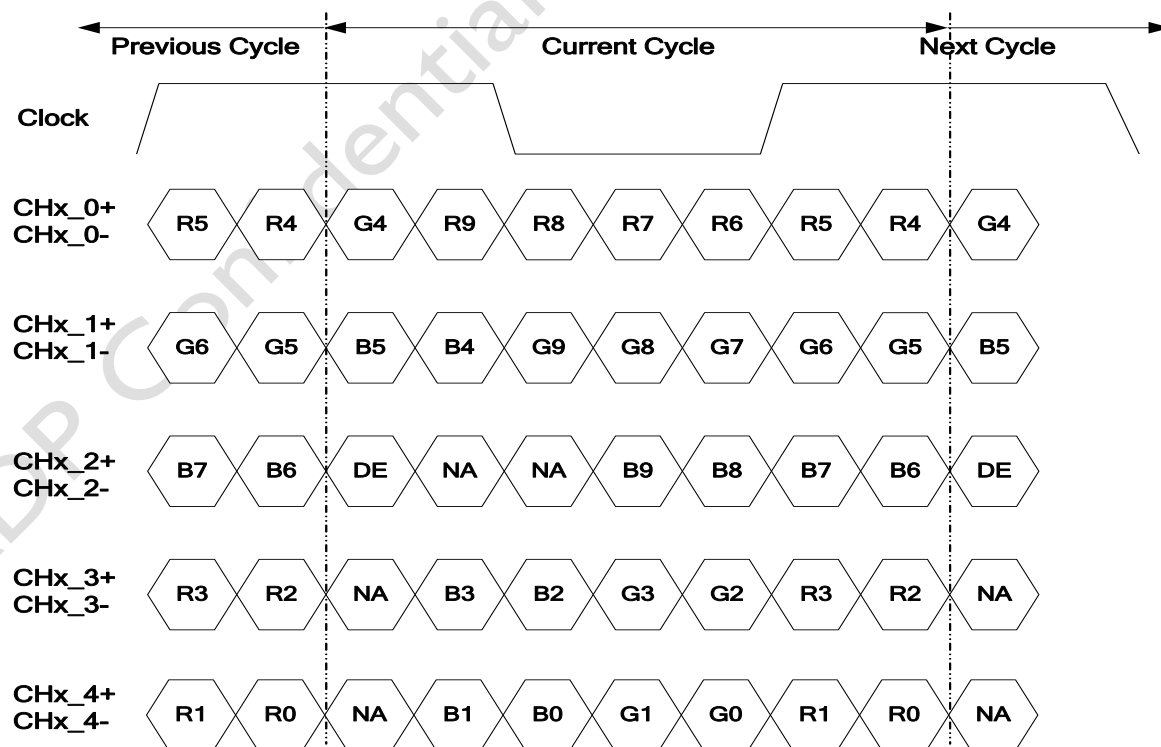 Previous Cycle Current Cycle Next Cycle
Clock
CHx_0+
CHx_0-
R5 R4 G4 R9 R8 R7 R6 R5 R4 G4
CHx_1+
CHx_1-
G6 G5 B5 B4 G9 G8 G7 G6 G5 B5
CHx_2+
CHx_2-
B7 B6 DE NA NA B9 B8 B7 B6 DE
CHx_3+
CHx_3-
R3 R2 NA B3 B2 G3 G2 R3 R2 NA
CHx_4+
CHx_4-
R1 R0 NA B1 B0 G1 G0 R1 R0 NA
DP Confidential